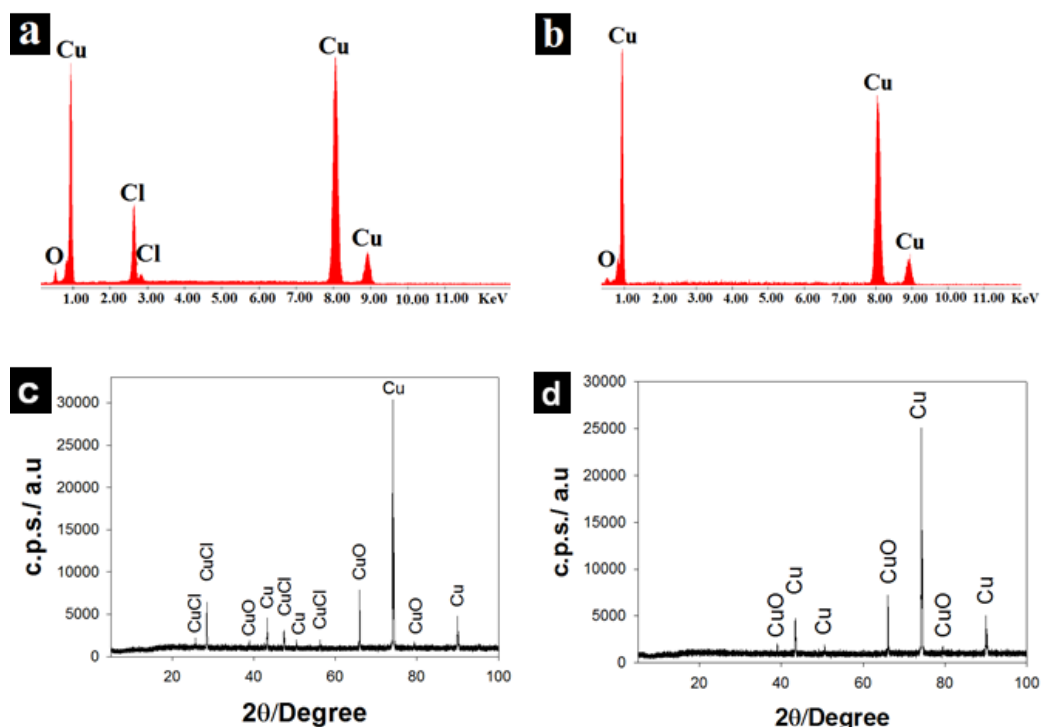 a
Cu
Cu
Cl
Cl
Cu
O
1.00 2.00 3.00 4.00 5.00 6.00 7.00 8.00 9.00 10.00 11.00 KeV
b
Cu
Cu
Cu
O
1.00 2.00 3.00 4.00 5.00 6.00 7.00 8.00 9.00 10.00 11.00 KeV
c
c.p.s./ a.u
30000
25000
20000
15000
10000
5000
0
CuCl
CuCl
CuO
Cu
CuCl
Cu
CuCl
CuO
Cu
CuO
Cu
20 40 60 80 100
2θ/Degree
d
c.p.s./ a.u
30000
25000
20000
15000
10000
5000
0
CuO
Cu
Cu
CuO
Cu
CuO
Cu
20 40 60 80 100
2θ/Degree